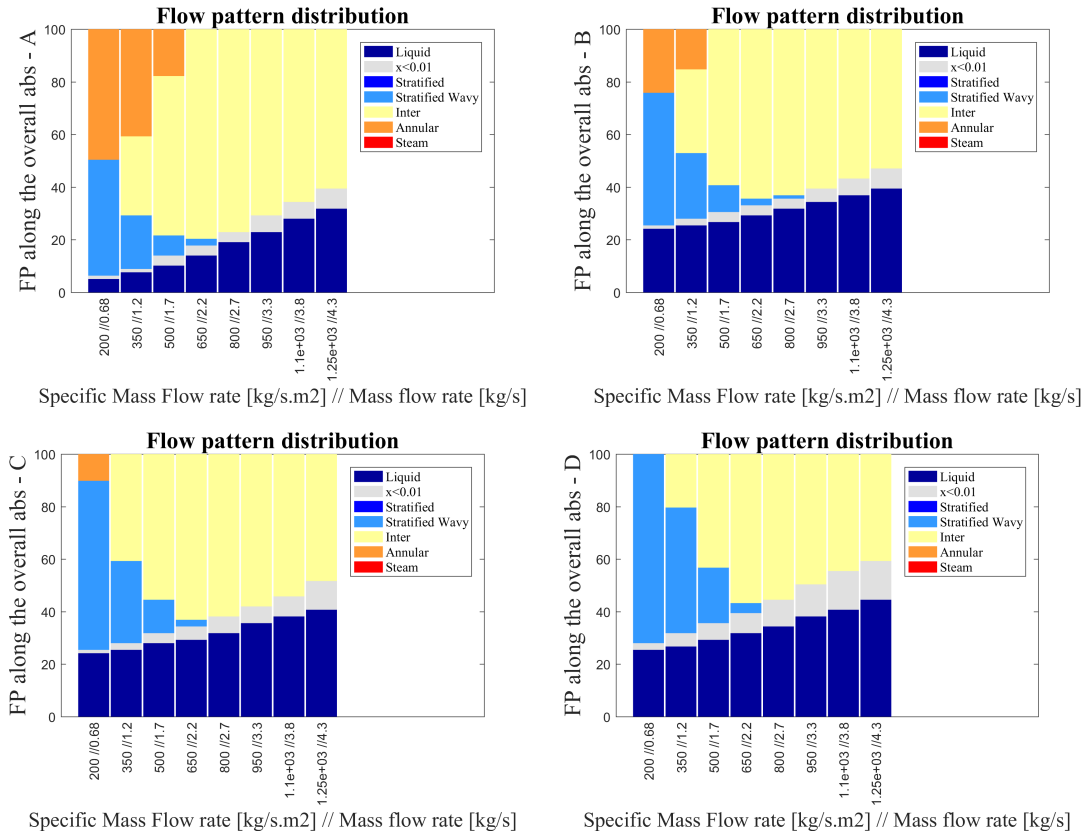 Flow pattern distribution
FP along the overall abs - A
100
80
60
40
20
0
Liquid
x<0.01
Stratified
Stratified Wavy
Inter
Annular
Steam
200 //0.68
350 //1.2
500 //1.7
650 //2.2
800 //2.7
950 //3.3
1.1e+03 //3.8
1.25e+03 //4.3
Specific Mass Flow rate [kg/s.m2] // Mass flow rate [kg/s]
Flow pattern distribution
FP along the overall abs - B
100
80
60
40
20
0
Liquid
x<0.01
Stratified
Stratified Wavy
Inter
Annular
Steam
200 //0.68
350 //1.2
500 //1.7
650 //2.2
800 //2.7
950 //3.3
1.1e+03 //3.8
1.25e+03 //4.3
Specific Mass Flow rate [kg/s.m2] // Mass flow rate [kg/s]
Flow pattern distribution
FP along the overall abs - C
100
80
60
40
20
0
Liquid
x<0.01
Stratified
Stratified Wavy
Inter
Annular
Steam
200 //0.68
350 //1.2
500 //1.7
650 //2.2
800 //2.7
950 //3.3
1.1e+03 //3.8
1.25e+03 //4.3
Specific Mass Flow rate [kg/s.m2] // Mass flow rate [kg/s]
Flow pattern distribution
FP along the overall abs - D
100
80
60
40
20
0
Liquid
x<0.01
Stratified
Stratified Wavy
Inter
Annular
Steam
200 //0.68
350 //1.2
500 //1.7
650 //2.2
800 //2.7
950 //3.3
1.1e+03 //3.8
1.25e+03 //4.3
Specific Mass Flow rate [kg/s.m2] // Mass flow rate [kg/s]